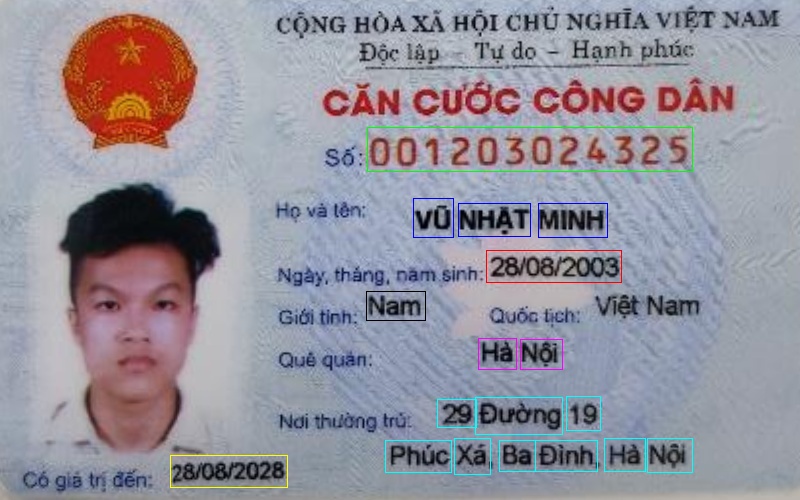 CỘNG HÒA XÃ HỘI CHỦ NGHĨA VIỆT NAM
Độc lập - Tự do - Hạnh phúc
CĂN CƯỚC CÔNG DÂN
Số: 001203024325
Họ và tên: VŨ NHẬT MINH
Ngày, tháng, năm sinh: 28/08/2003
Giới tính: Nam Quốc tịch: Việt Nam
Quê quán: Hà Nội
Nơi thường trú: 29 Đường 19
Phúc Xá, Ba Đình, Hà Nội
Có giá trị đến: 28/08/2028